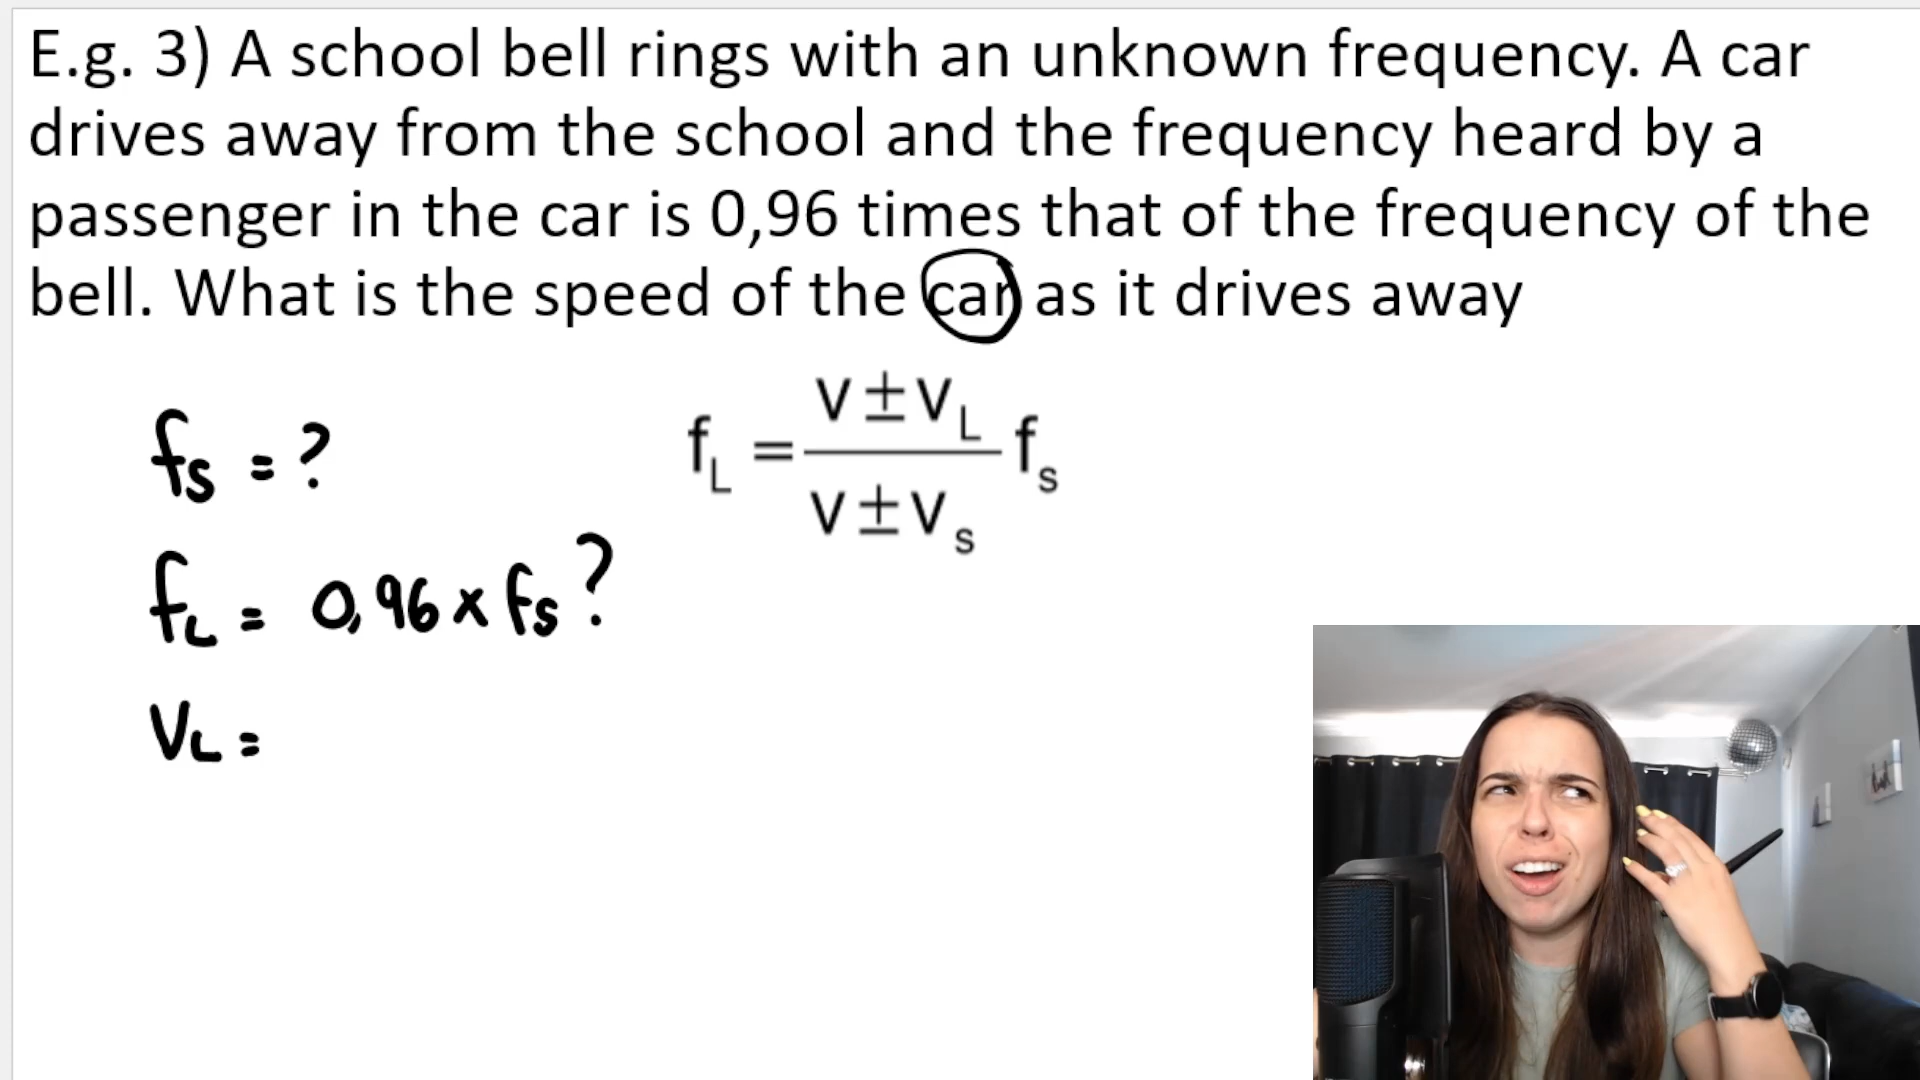 E.g. 3) A school bell rings with an unknown frequency. A car
drives away from the school and the frequency heard by a
passenger in the car is 0,96 times that of the frequency of the
bell. What is the speed of the car as it drives away
fs = ?
fL = v±vL / v±vs fs
fL = 0,96 x fs ?
VL =